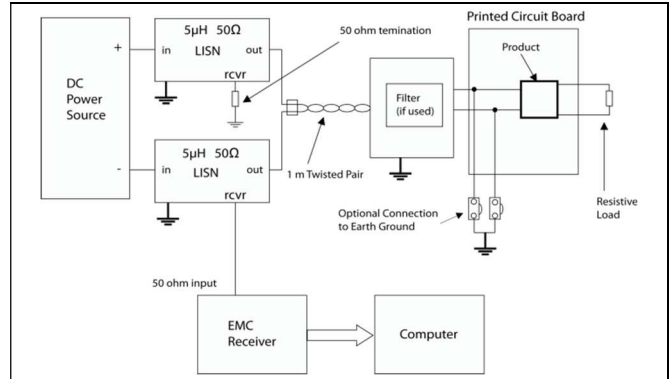 Printed Circuit Board
5µH 50Ω
in
out
LISN
rcvr
50 ohm temination
Product
+
DC
Power
Source
-
Filter
(if used)
5µH 50Ω
in
out
LISN
rcvr
1 m Twisted Pair
Optional Connection
to Earth Ground
Resistive
Load
50 ohm input
EMC
Receiver
Computer